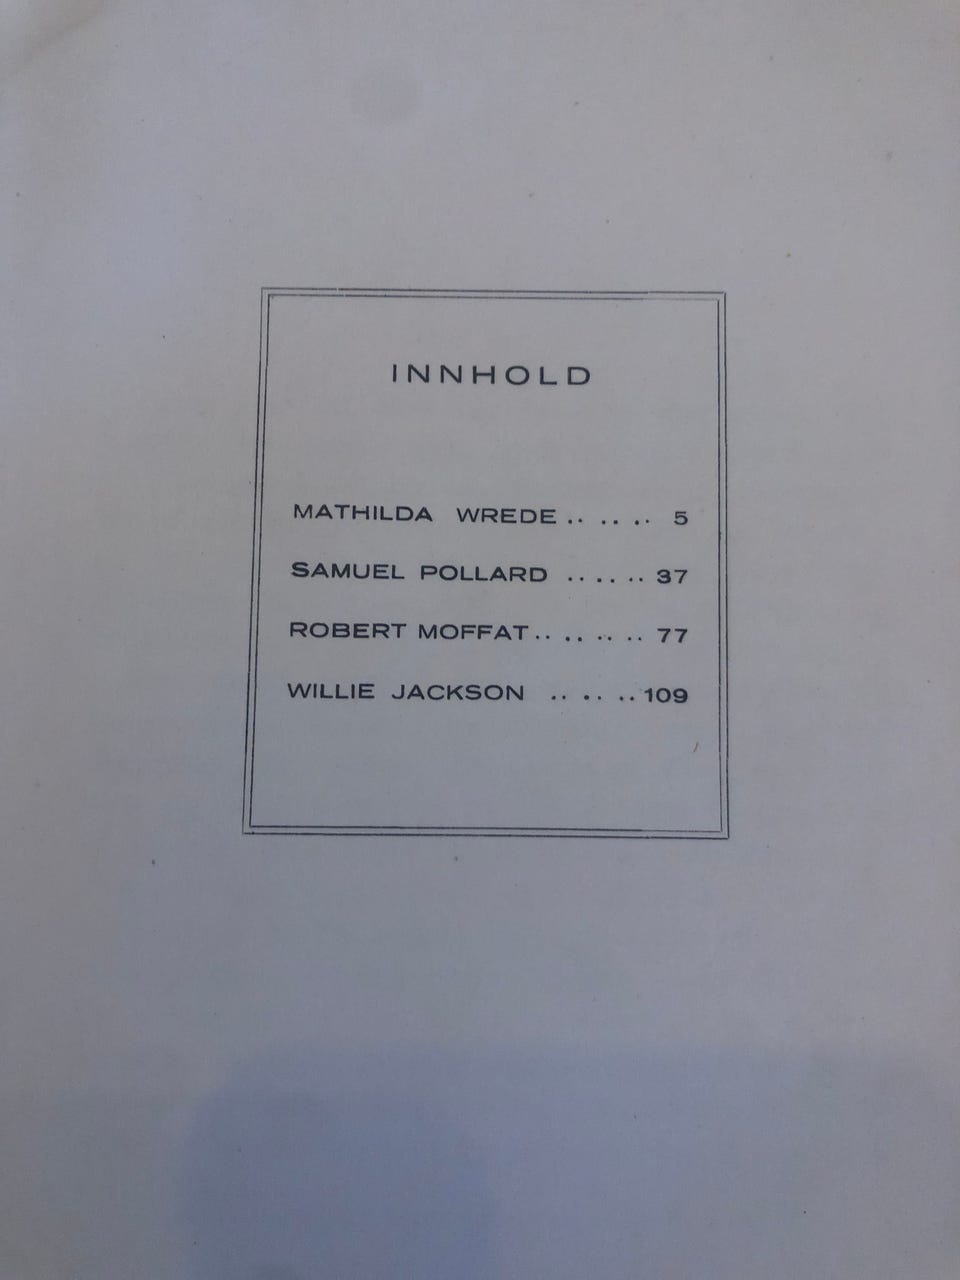 INNHOLD
MATHILDA WREDE .. .. .. 5
SAMUEL POLLARD .. .. .. 37
ROBERT MOFFAT .. .. .. .. 77
WILLIE JACKSON .. .. .. 109